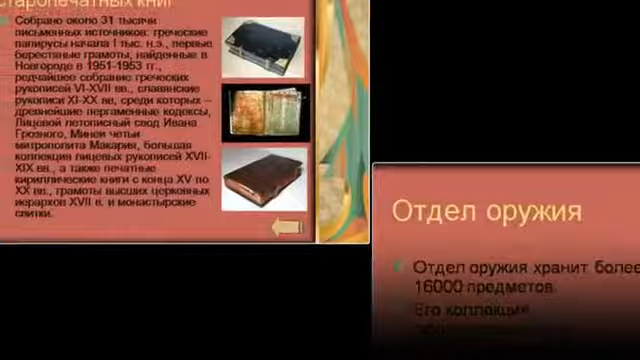 старопечатных книг
Собрано около 31 тысячи
письменных источников: греческие
папирусы начала I тыс. н.э., первые
берестяные грамоты, найденные в
Новгороде в 1951-1953 гг.,
редчайшее собрание греческих
рукописей VI-XVII вв., славянские
рукописи XI-XX вв, среди которых –
древнейшие пергаменные кодексы,
Лицевой летописный свод Ивана
Грозного, Минеи четьи
митрополита Макария, большая
коллекция лицевых рукописей XVII-
XIX вв., а также печатные
кириллические книги с конца XV по
XX вв., грамоты высших церковных
иерархов XVII в. и монастырские
свитки.
Отдел оружия
Отдел оружия хранит более
16000 предметов.
Его коллекция